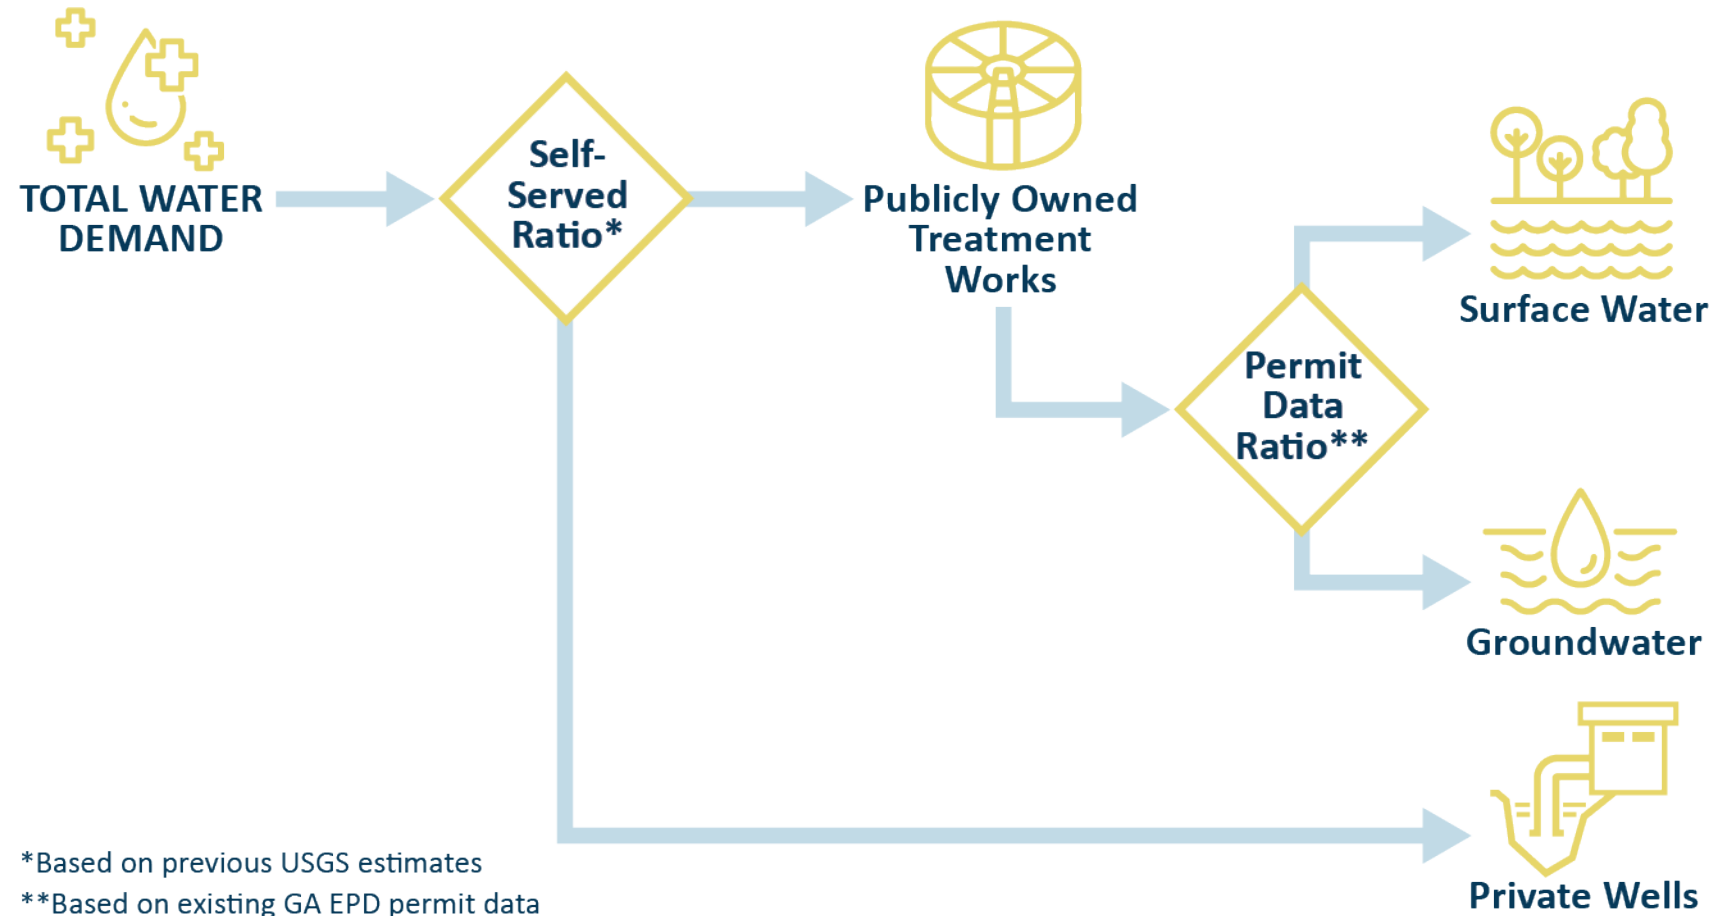 TOTAL WATER
DEMAND
Self-
Served
Ratio*
Publicly Owned
Treatment
Works
Permit
Data
Ratio**
Surface Water
Groundwater
Private Wells
*Based on previous USGS estimates
**Based on existing GA EPD permit data